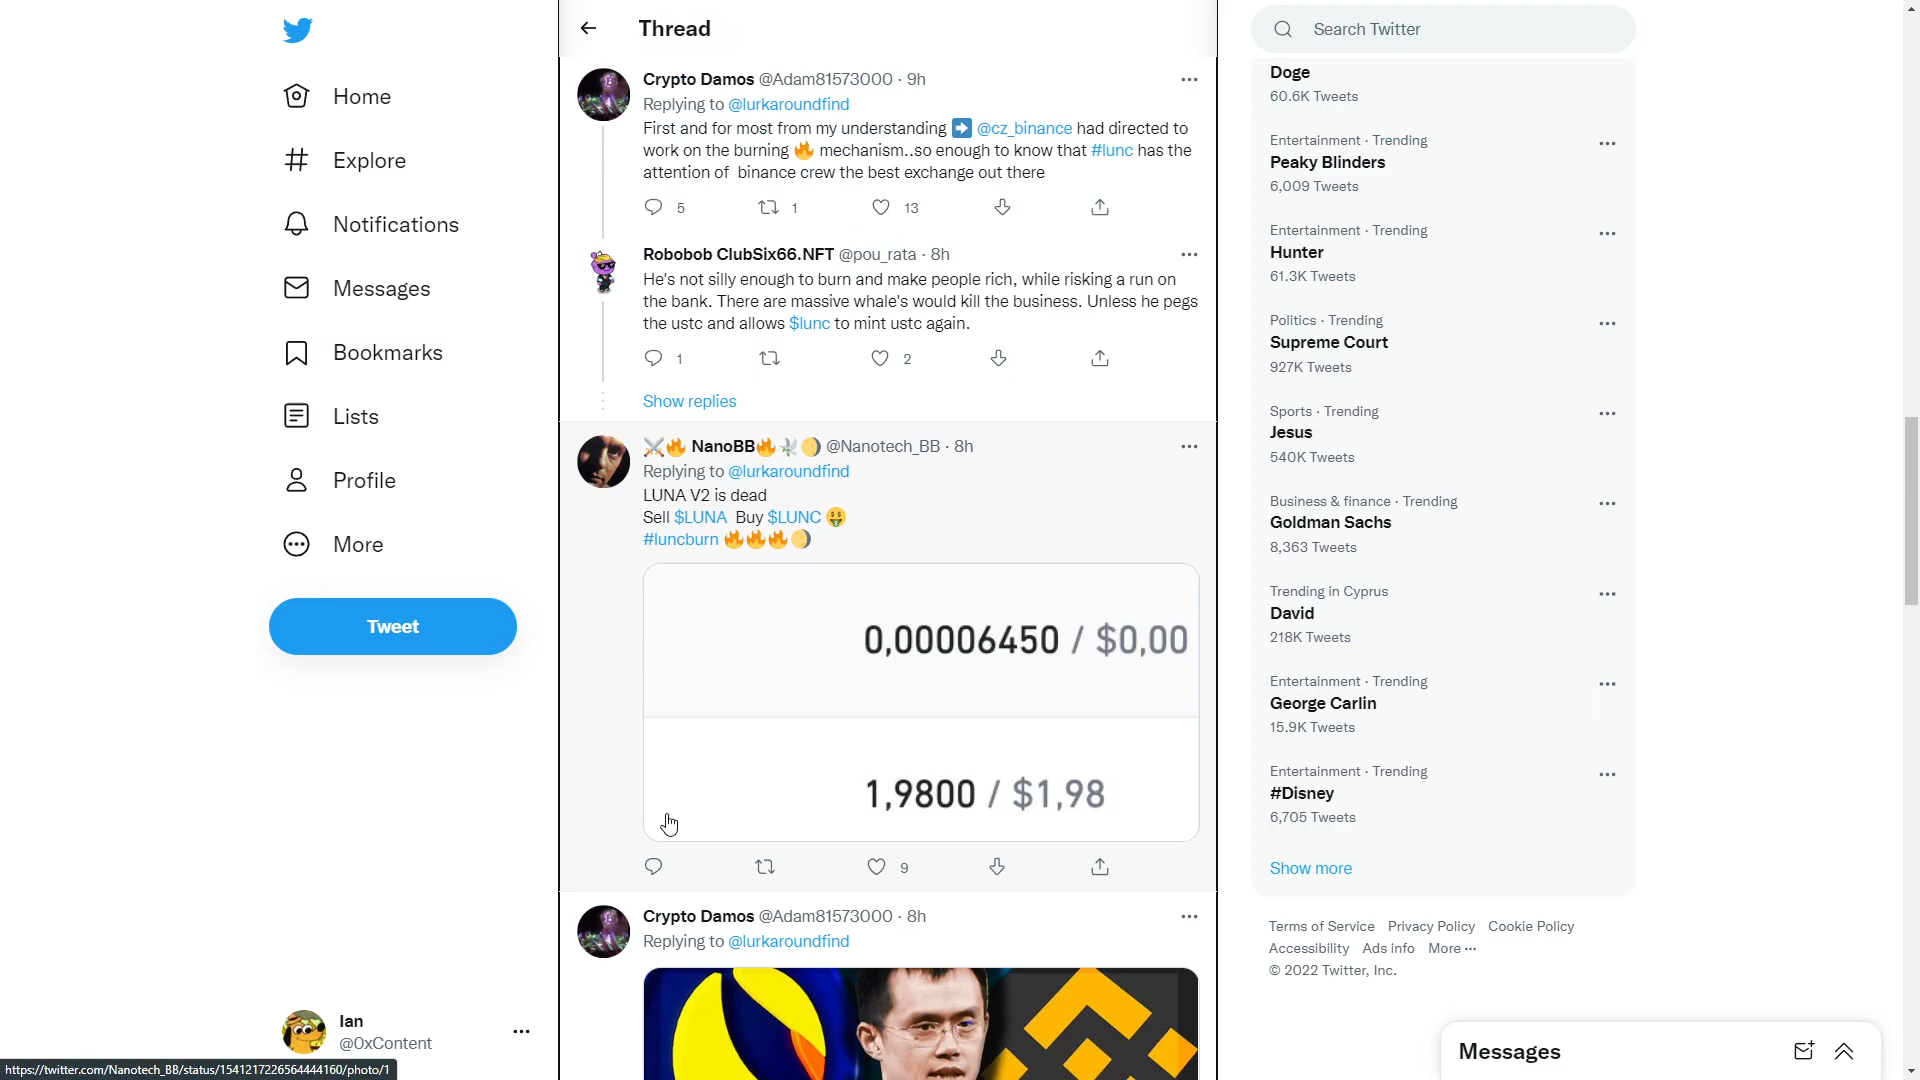 Home
Explore
Notifications
Messages
Bookmarks
Lists
Profile
More
Tweet
Ian
@0xContent
https://twitter.com/Nanotech_BB/status/1541217226564444160/photo/1
Thread
Crypto Damos @Adam81573000 · 9h
Replying to @lurkaroundfind
First and for most from my understanding ➡️ @cz_binance had directed to
work on the burning 🔥 mechanism..so enough to know that #lunc has the
attention of binance crew the best exchange out there
5 1 13
Robobob ClubSix66.NFT @pou_rata · 8h
He's not silly enough to burn and make people rich, while risking a run on
the bank. There are massive whale's would kill the business. Unless he pegs
the ustc and allows $lunc to mint ustc again.
1 2
Show replies
⚔️🔥 NanoBB🔥🕊️🌖 @Nanotech_BB · 8h
Replying to @lurkaroundfind
LUNA V2 is dead
Sell $LUNA Buy $LUNC 🤑
#luncburn 🔥🔥🔥🌖
0,00006450 / $0,00
1,9800 / $1,98
9
Crypto Damos @Adam81573000 · 8h
Replying to @lurkaroundfind
Search Twitter
Doge
60.6K Tweets
Entertainment · Trending
Peaky Blinders
6,009 Tweets
Entertainment · Trending
Hunter
61.3K Tweets
Politics · Trending
Supreme Court
927K Tweets
Sports · Trending
Jesus
540K Tweets
Business & finance · Trending
Goldman Sachs
8,363 Tweets
Trending in Cyprus
David
218K Tweets
Entertainment · Trending
George Carlin
15.9K Tweets
Entertainment · Trending
#Disney
6,705 Tweets
Show more
Terms of Service Privacy Policy Cookie Policy
Accessibility Ads info More ···
© 2022 Twitter, Inc.
Messages